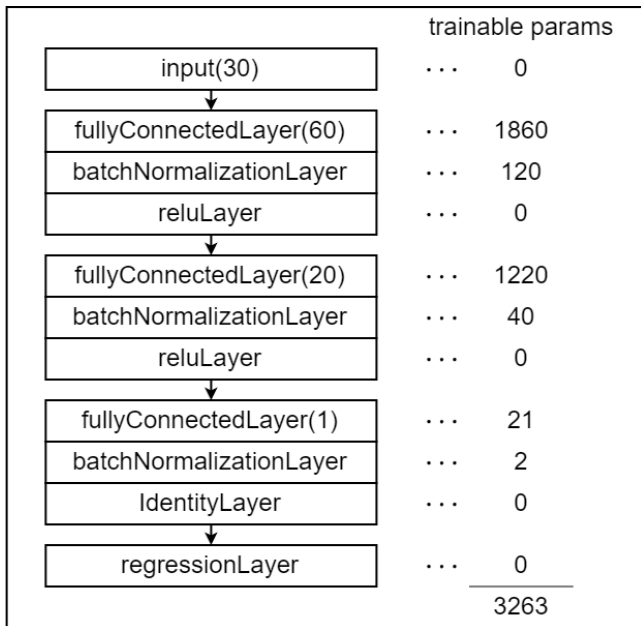 trainable params
input(30) ... 0
fullyConnectedLayer(60) ... 1860
batchNormalizationLayer ... 120
reluLayer ... 0
fullyConnectedLayer(20) ... 1220
batchNormalizationLayer ... 40
reluLayer ... 0
fullyConnectedLayer(1) ... 21
batchNormalizationLayer ... 2
IdentityLayer ... 0
regressionLayer ... 0
3263